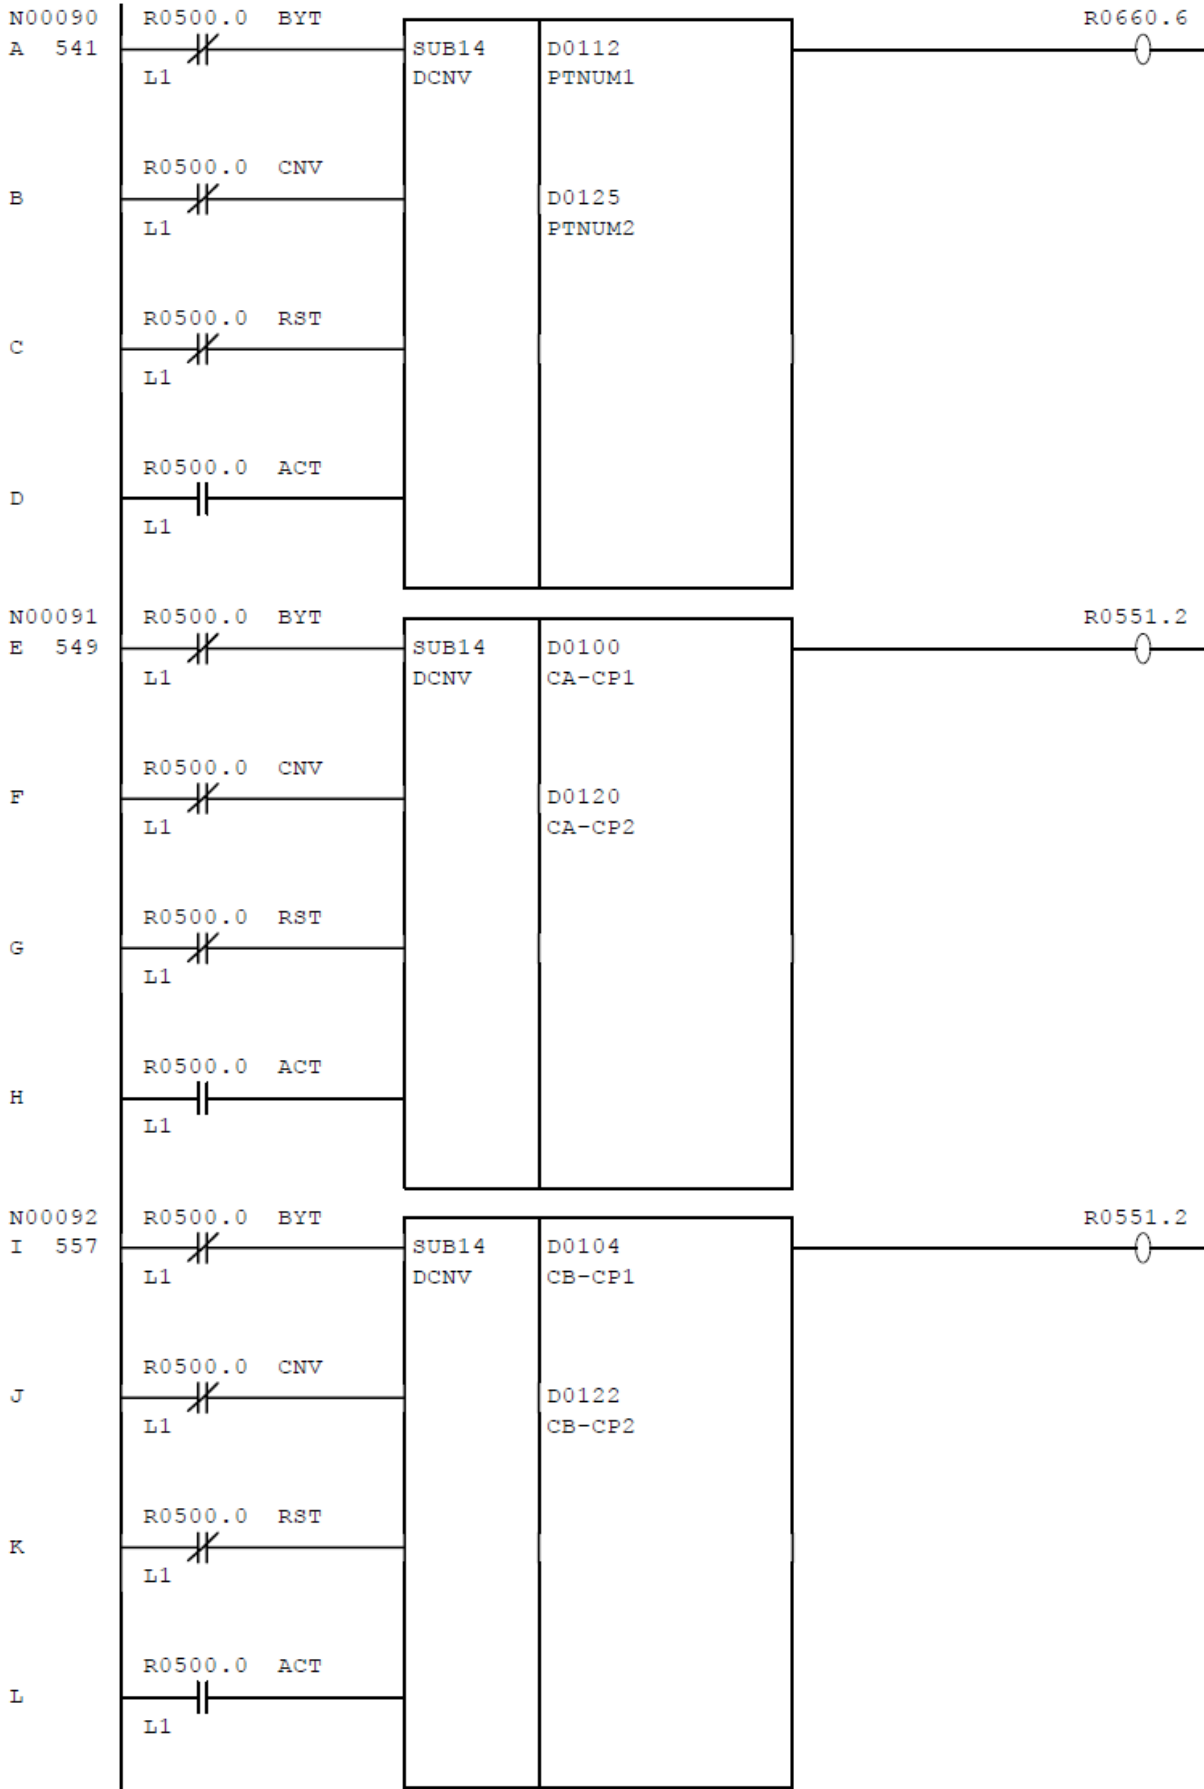 N00090 R0500.0 BYT R0660.6
A 541 SUB14 D0112
L1 DCNV PTNUM1
R0500.0 CNV
B D0125
L1 PTNUM2
R0500.0 RST
C
L1
R0500.0 ACT
D
L1
N00091 R0500.0 BYT R0551.2
E 549 SUB14 D0100
L1 DCNV CA-CP1
R0500.0 CNV
F D0120
L1 CA-CP2
R0500.0 RST
G
L1
R0500.0 ACT
H
L1
N00092 R0500.0 BYT R0551.2
I 557 SUB14 D0104
L1 DCNV CB-CP1
R0500.0 CNV
J D0122
L1 CB-CP2
R0500.0 RST
K
L1
R0500.0 ACT
L
L1